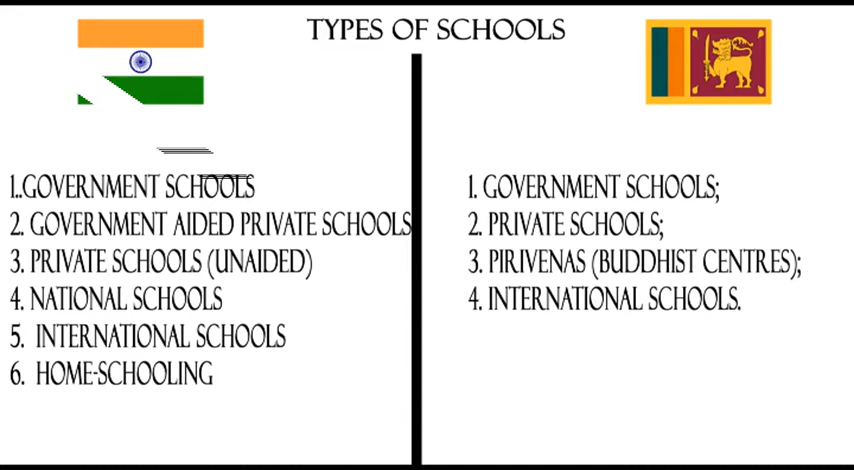 TYPES OF SCHOOLS
1..GOVERNMENT SCHOOLS
2. GOVERNMENT AIDED PRIVATE SCHOOLS
3. PRIVATE SCHOOLS (UNAIDED)
4. NATIONAL SCHOOLS
5. INTERNATIONAL SCHOOLS
6. HOME-SCHOOLING
1. GOVERNMENT SCHOOLS;
2. PRIVATE SCHOOLS;
3. PIRIVENAS (BUDDHIST CENTRES);
4. INTERNATIONAL SCHOOLS.